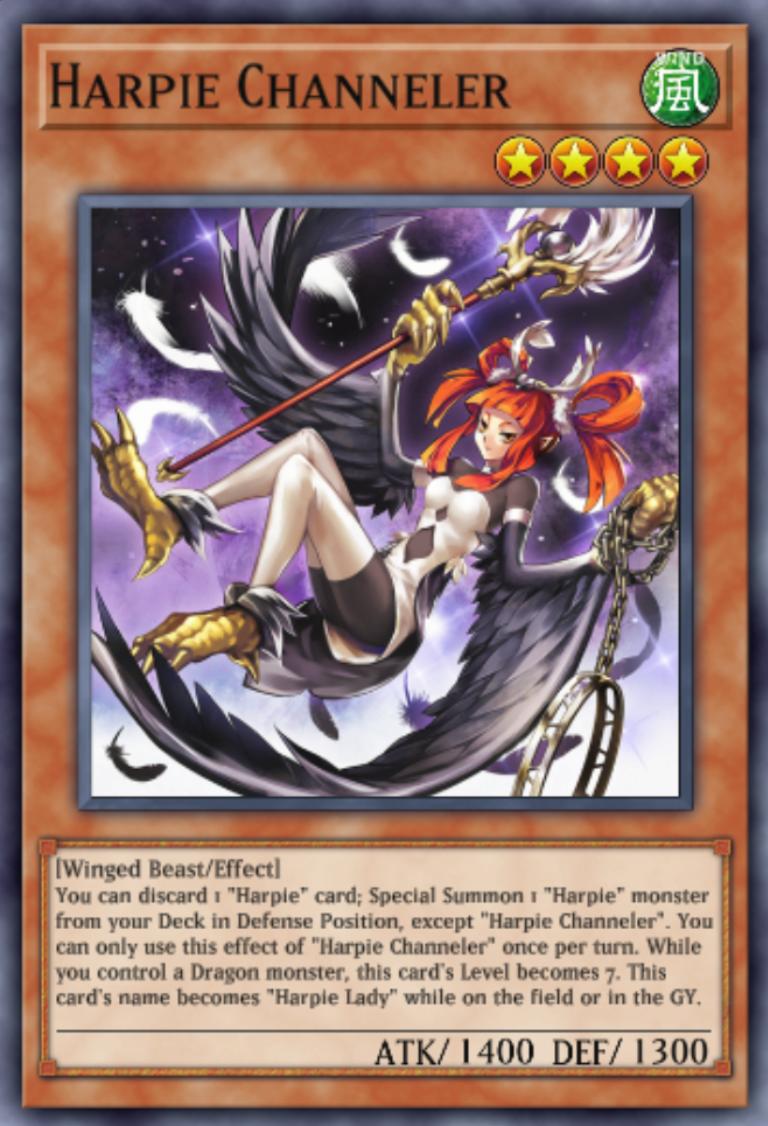 HARPIE CHANNELER
WIND
風
[Winged Beast/Effect]
You can discard 1 "Harpie" card; Special Summon 1 "Harpie" monster
from your Deck in Defense Position, except "Harpie Channeler". You
can only use this effect of "Harpie Channeler" once per turn. While
you control a Dragon monster, this card's Level becomes 7. This
card's name becomes "Harpie Lady" while on the field or in the GY.
ATK/ 1400 DEF/ 1300